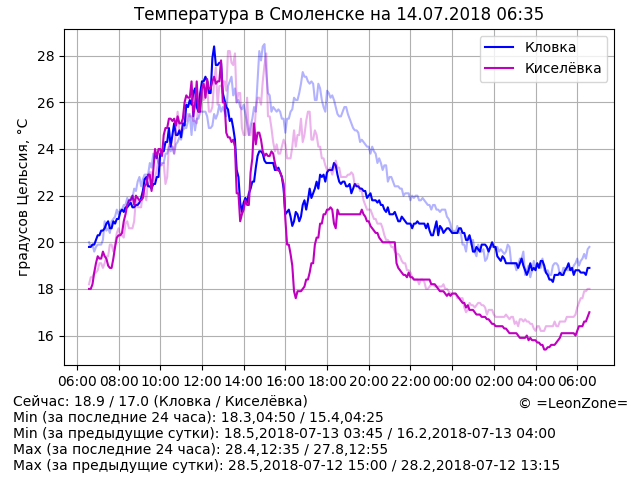 Температура в Смоленске на 14.07.2018 06:35
Кловка
Киселёвка
градусов Цельсия, °C
28
26
24
22
20
18
16
06:00 08:00 10:00 12:00 14:00 16:00 18:00 20:00 22:00 00:00 02:00 04:00 06:00
Сейчас: 18.9 / 17.0 (Кловка / Киселёвка)
© =LeonZone=
Min (за последние 24 часа): 18.3,04:50 / 15.4,04:25
Min (за предыдущие сутки): 18.5,2018-07-13 03:45 / 16.2,2018-07-13 04:00
Max (за последние 24 часа): 28.4,12:35 / 27.8,12:55
Max (за предыдущие сутки): 28.5,2018-07-12 15:00 / 28.2,2018-07-12 13:15